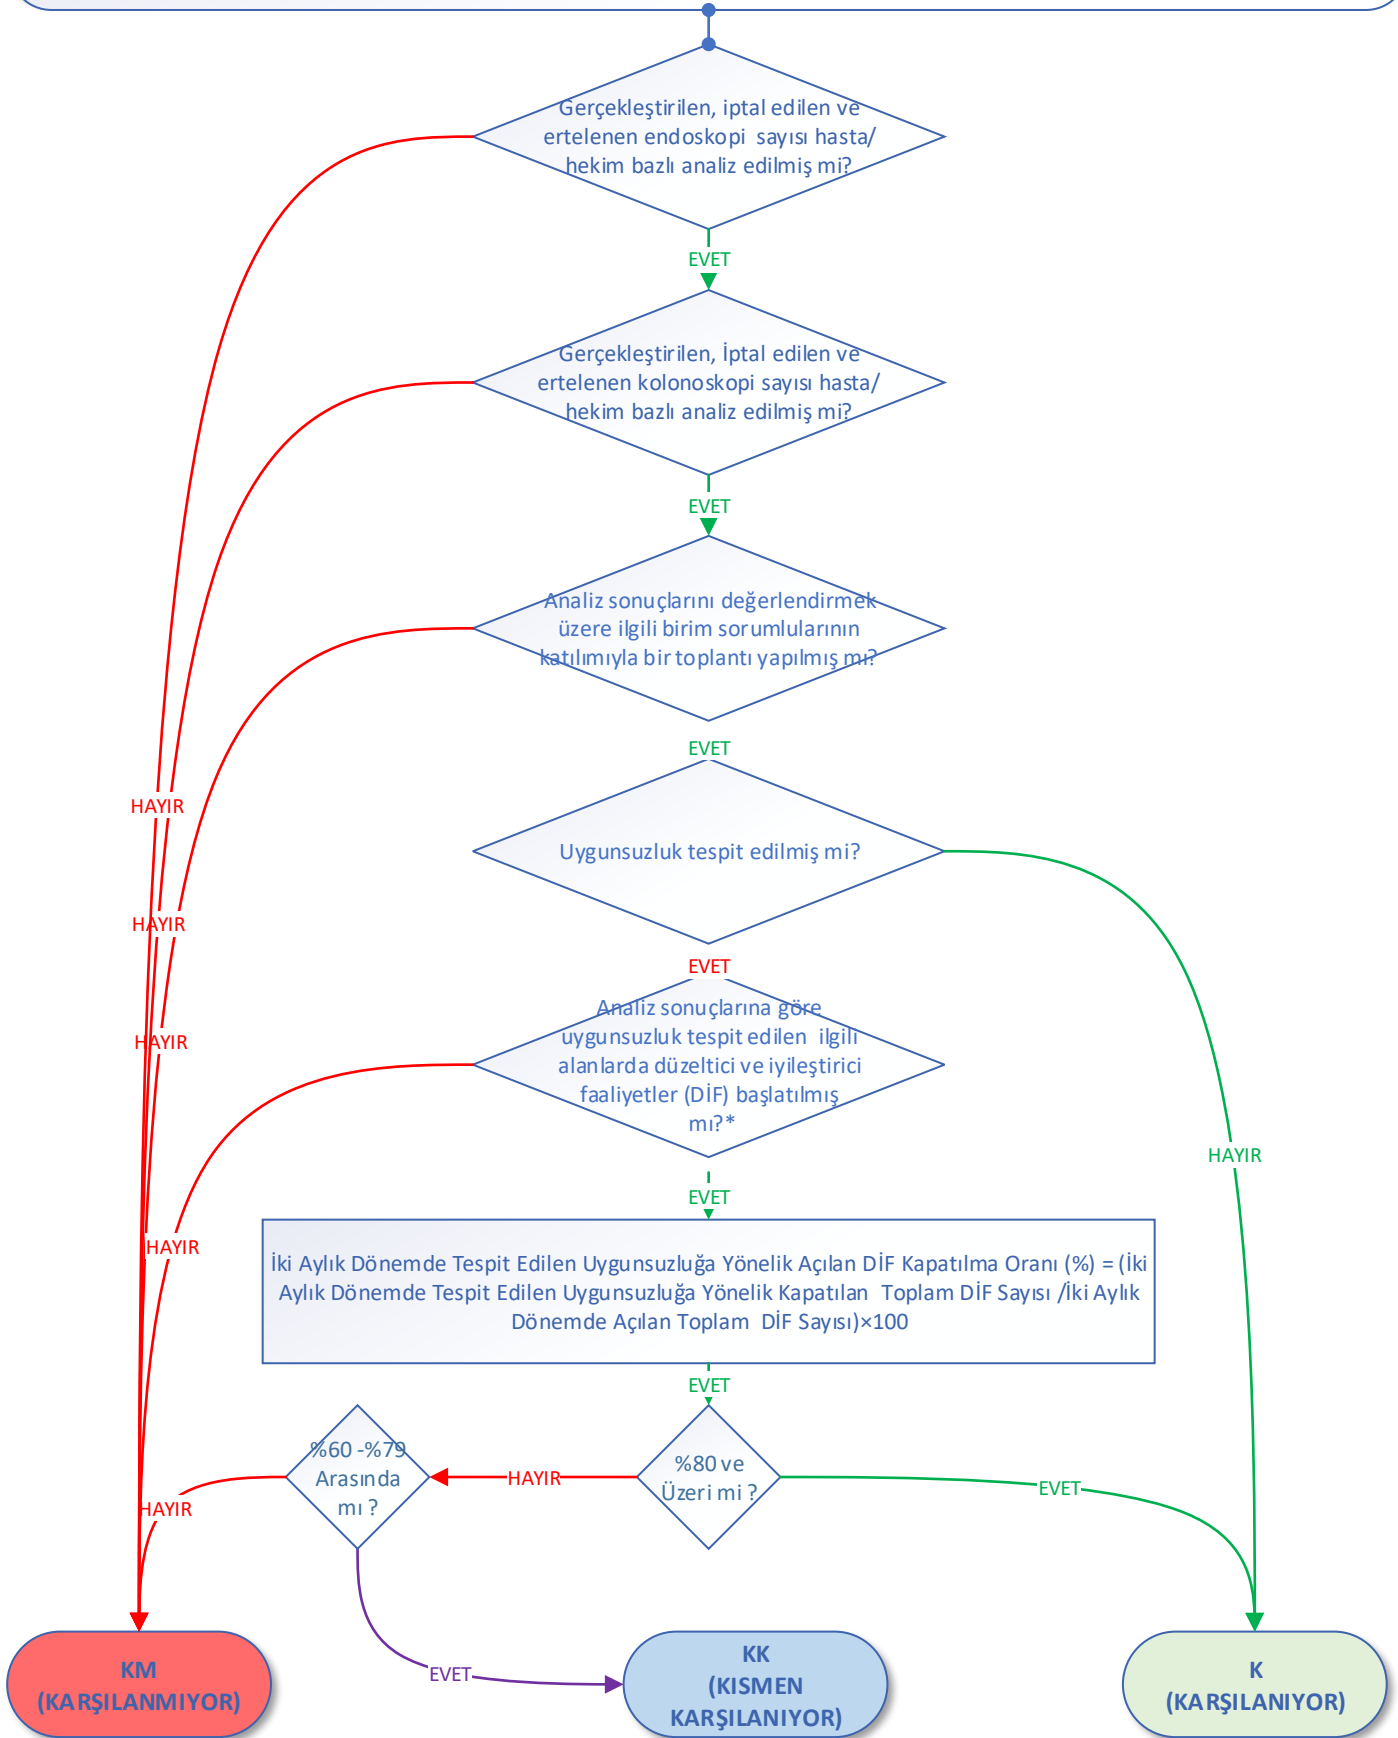 Gerçekleştirilen, iptal edilen ve
ertelenen endoskopi sayısı hasta/
hekim bazlı analiz edilmiş mi?
EVET
Gerçekleştirilen, İptal edilen ve
ertelenen kolonoskopi sayısı hasta/
hekim bazlı analiz edilmiş mi?
EVET
Analiz sonuçlarını değerlendirmek
üzere ilgili birim sorumlularının
katılımıyla bir toplantı yapılmış mı?
EVET
HAYIR
Uygunsuzluk tespit edilmiş mi?
HAYIR
EVET
Analiz sonuçlarına göre
uygunsuzluk tespit edilen ilgili
alanlarda düzeltici ve iyileştirici
faaliyetler (DİF) başlatılmış
mı?*
HAYIR
HAYIR
EVET
HAYIR
İki Aylık Dönemde Tespit Edilen Uygunsuzluğa Yönelik Açılan DİF Kapatılma Oranı (%) = (İki
Aylık Dönemde Tespit Edilen Uygunsuzluğa Yönelik Kapatılan Toplam DİF Sayısı /İki Aylık
Dönemde Açılan Toplam DİF Sayısı)×100
EVET
%60 -%79
Arasında
mı ?
HAYIR
%80 ve
Üzeri mi ?
EVET
HAYIR
EVET
KM
(KARŞILANMIYOR)
KK
(KISMEN
KARŞILANIYOR)
K
(KARŞILANIYOR)